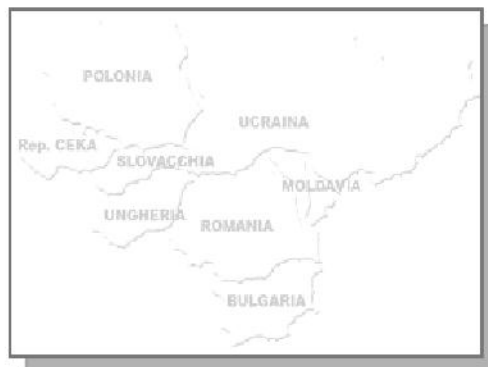 POLONIA
UCRAINA
Rep. CEKA
SLOVACCHIA
MOLDAVIA
UNGHERIA
ROMANIA
BULGARIA